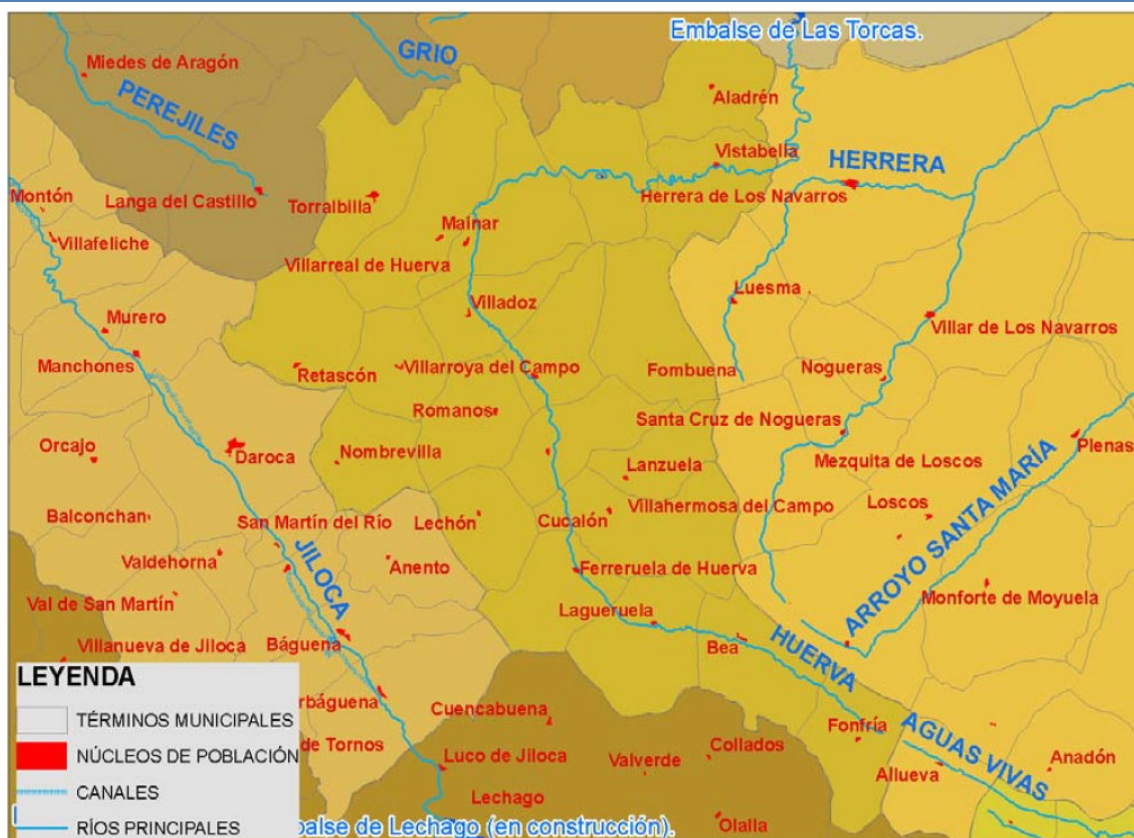 Embalse de Las Torcas.
GRIO
Miedes de Aragón
Aladrén
PEREJILES
Vistabella
HERRERA
Langa del Castillo
Torralbilla
Herrera de Los Navarros
Montón
Mainar
Villafeliche
Villarreal de Huerva
Luesma
Villadoz
Murero
Villar de Los Navarros
Manchones
Retascón
Villarroya del Campo
Fombuena
Nogueras
Romanos
Santa Cruz de Nogueras
Orcajo
Daroca
Nombrevilla
Lanzuela
Mezquita de Loscos
Plenas
Balconchan
San Martín del Río
Lechón
Cucalón
Villahermosa del Campo
Loscos
Valdehorna
JILOCA
Anento
Ferreruela de Huerva
ARROYO SANTA MARÍA
Monforte de Moyuela
Val de San Martín
Lagueruela
Villanueva de Jiloca
Báguena
Bea
HUERVA
LEYENDA
TÉRMINOS MUNICIPALES
NÚCLEOS DE POBLACIÓN
CANALES
RÍOS PRINCIPALES
rbáguena
Cuencabuena
Fonfría
AGUAS VIVAS
de Tornos
Luco de Jiloca
Valverde
Collados
Allueva
Anadón
Lechago
balse de Lechago (en construcción).
Olalla